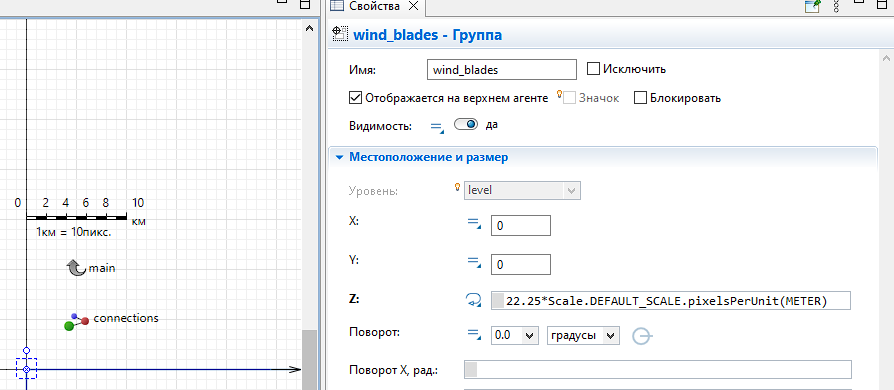 Свойства
wind_blades - Группа
Имя: wind_blades Исключить
Отображается на верхнем агенте Значок Блокировать
Видимость: да
Местоположение и размер
Уровень: level
X: 0
Y: 0
Z: 22.25*Scale.DEFAULT_SCALE.pixelsPerUnit(METER)
Поворот: 0.0 градусы
Поворот X, рад.:
0 2 4 6 8 10
км
1км = 10пикс.
main
connections